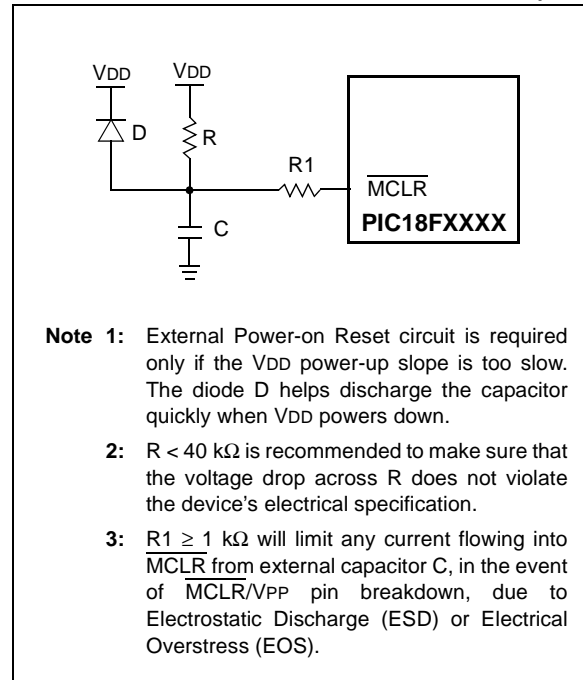 VDD VDD
D
R
R1
C
MCLR
PIC18FXXXX
Note 1: External Power-on Reset circuit is required
only if the VDD power-up slope is too slow.
The diode D helps discharge the capacitor
quickly when VDD powers down.
2: R < 40 kΩ is recommended to make sure that
the voltage drop across R does not violate
the device's electrical specification.
3: R1 ≥ 1 kΩ will limit any current flowing into
MCLR from external capacitor C, in the event
of MCLR/VPP pin breakdown, due to
Electrostatic Discharge (ESD) or Electrical
Overstress (EOS).